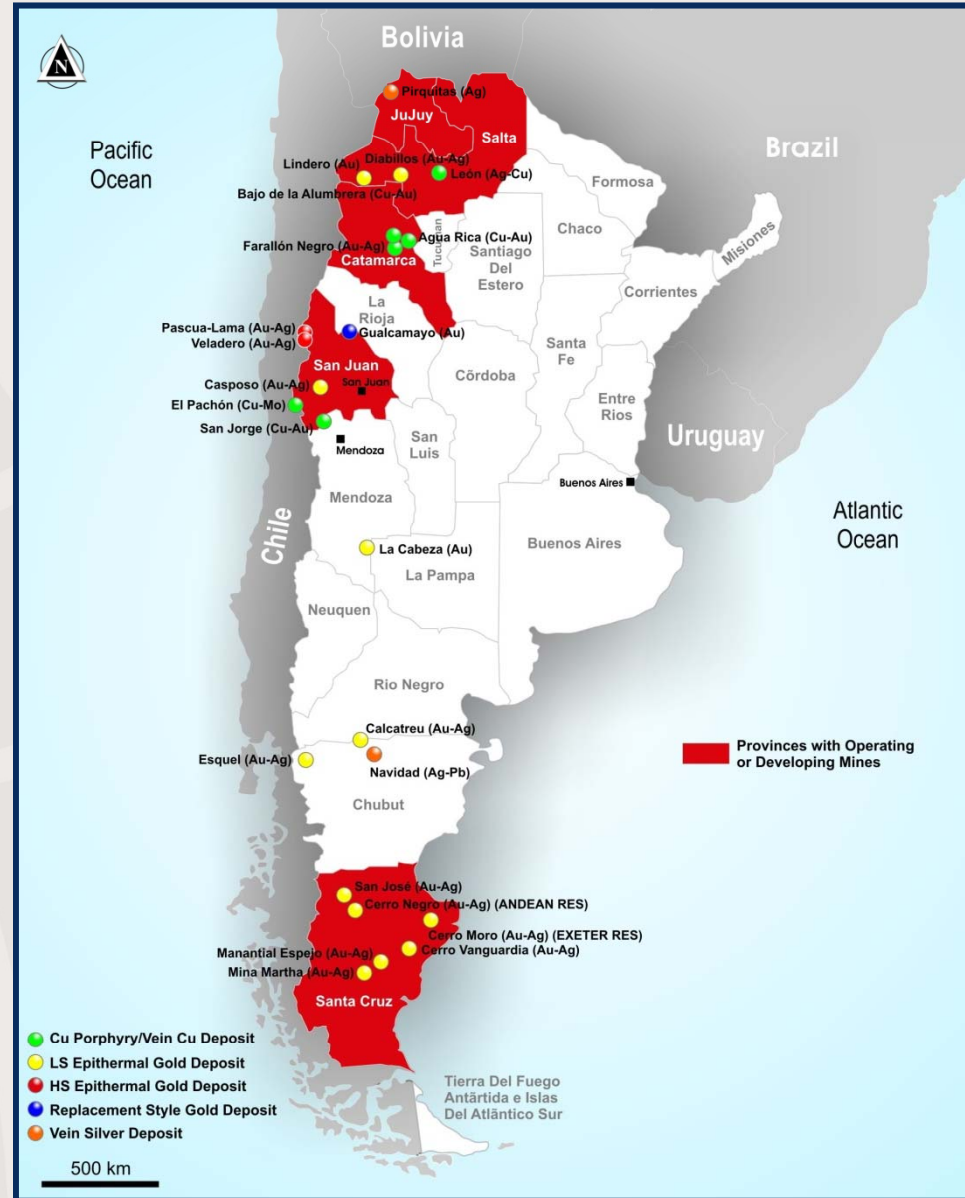 Bolivia
N
Pirquitas (Ag)
JuJuy
Salta
Pacific
Ocean
Brazil
Lindero (Au)
Diabillos (Au-Ag)
León (Ag-Cu)
Bajo de la Alumbrera (Cu-Au)
Formosa
Chaco
Misiones
Agua Rica (Cu-Au)
Farallón Negro (Au-Ag)
Tucuman
Catamarca
Santiago
Del
Estero
Corrientes
La
Rioja
Pascua-Lama (Au-Ag)
Gualcamayo (Au)
Veladero (Au-Ag)
Santa
Fe
San Juan
Casposo (Au-Ag)
San Juan
Cördoba
El Pachón (Cu-Mo)
Entre
Rios
San Jorge (Cu-Au)
Uruguay
San
Luis
Mendoza
Buenos Aires
Mendoza
Chile
Atlantic
Ocean
Buenos Aires
La Cabeza (Au)
La Pampa
Neuquen
Rio Negro
Calcatreu (Au-Ag)
Esquel (Au-Ag)
Navidad (Ag-Pb)
Provinces with Operating
or Developing Mines
Chubut
San José (Au-Ag)
Cerro Negro (Au-Ag) (ANDEAN RES)
Cerro Moro (Au-Ag) (EXETER RES)
Cerro Vanguardia (Au-Ag)
Manantial Espejo (Au-Ag)
Mina Martha (Au-Ag)
Santa Cruz
Cu Porphyry/Vein Cu Deposit
LS Epithermal Gold Deposit
HS Epithermal Gold Deposit
Replacement Style Gold Deposit
Vein Silver Deposit
Tierra Del Fuego
Antärtida e Islas
Del Atläntico Sur
500 km